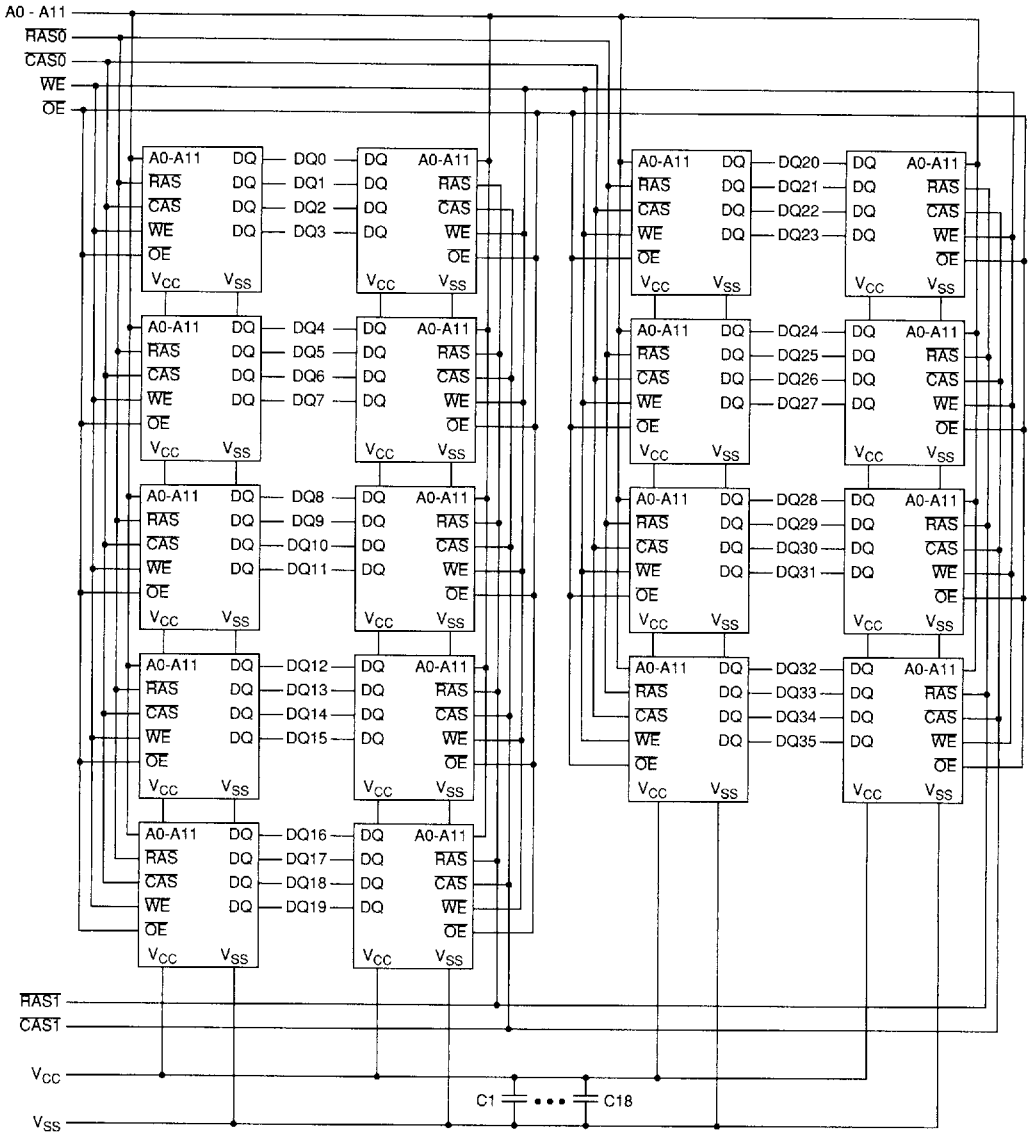 A0 - A11
RAS0
CAS0
WE
OE
A0-A11 DQ DQ0 DQ A0-A11 A0-A11 DQ DQ20 DQ A0-A11
RAS DQ DQ1 DQ RAS RAS DQ DQ21 DQ RAS
CAS DQ DQ2 DQ CAS CAS DQ DQ22 DQ CAS
WE DQ DQ3 DQ WE WE DQ DQ23 DQ WE
OE OE OE OE
VCC VSS VCC VSS VCC VSS VCC VSS
A0-A11 DQ DQ4 DQ A0-A11 A0-A11 DQ DQ24 DQ A0-A11
RAS DQ DQ5 DQ RAS RAS DQ DQ25 DQ RAS
CAS DQ DQ6 DQ CAS CAS DQ DQ26 DQ CAS
WE DQ DQ7 DQ WE WE DQ DQ27 DQ WE
OE OE OE OE
VCC VSS VCC VSS VCC VSS VCC VSS
A0-A11 DQ DQ8 DQ A0-A11 A0-A11 DQ DQ28 DQ A0-A11
RAS DQ DQ9 DQ RAS RAS DQ DQ29 DQ RAS
CAS DQ DQ10 DQ CAS CAS DQ DQ30 DQ CAS
WE DQ DQ11 DQ WE WE DQ DQ31 DQ WE
OE OE OE OE
VCC VSS VCC VSS VCC VSS VCC VSS
A0-A11 DQ DQ12 DQ A0-A11 A0-A11 DQ DQ32 DQ A0-A11
RAS DQ DQ13 DQ RAS RAS DQ DQ33 DQ RAS
CAS DQ DQ14 DQ CAS CAS DQ DQ34 DQ CAS
WE DQ DQ15 DQ WE WE DQ DQ35 DQ WE
OE OE OE OE
VCC VSS VCC VSS VCC VSS VCC VSS
A0-A11 DQ DQ16 DQ A0-A11
RAS DQ DQ17 DQ RAS
CAS DQ DQ18 DQ CAS
WE DQ DQ19 DQ WE
OE OE
VCC VSS VCC VSS
RAS1
CAS1
VCC
C1 ••• C18
VSS